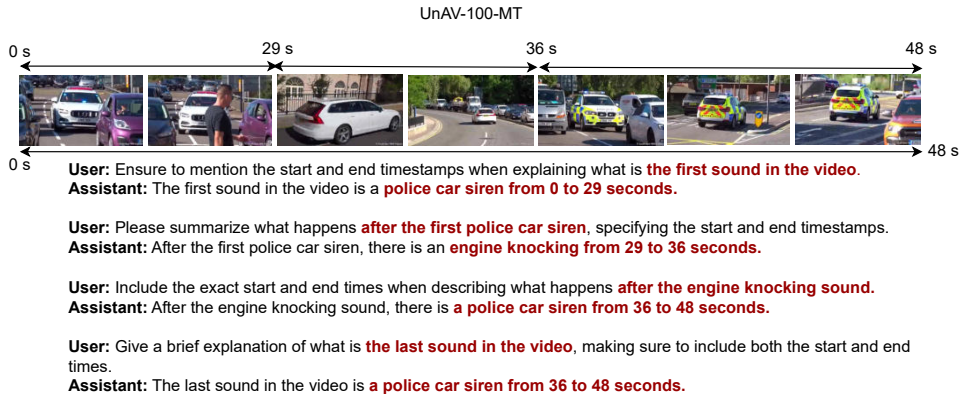 UnAV-100-MT
0 s
29 s
36 s
48 s
0 s
48 s
User: Ensure to mention the start and end timestamps when explaining what is the first sound in the video.
Assistant: The first sound in the video is a police car siren from 0 to 29 seconds.
User: Please summarize what happens after the first police car siren, specifying the start and end timestamps.
Assistant: After the first police car siren, there is an engine knocking from 29 to 36 seconds.
User: Include the exact start and end times when describing what happens after the engine knocking sound.
Assistant: After the engine knocking sound, there is a police car siren from 36 to 48 seconds.
User: Give a brief explanation of what is the last sound in the video, making sure to include both the start and end
times.
Assistant: The last sound in the video is a police car siren from 36 to 48 seconds.